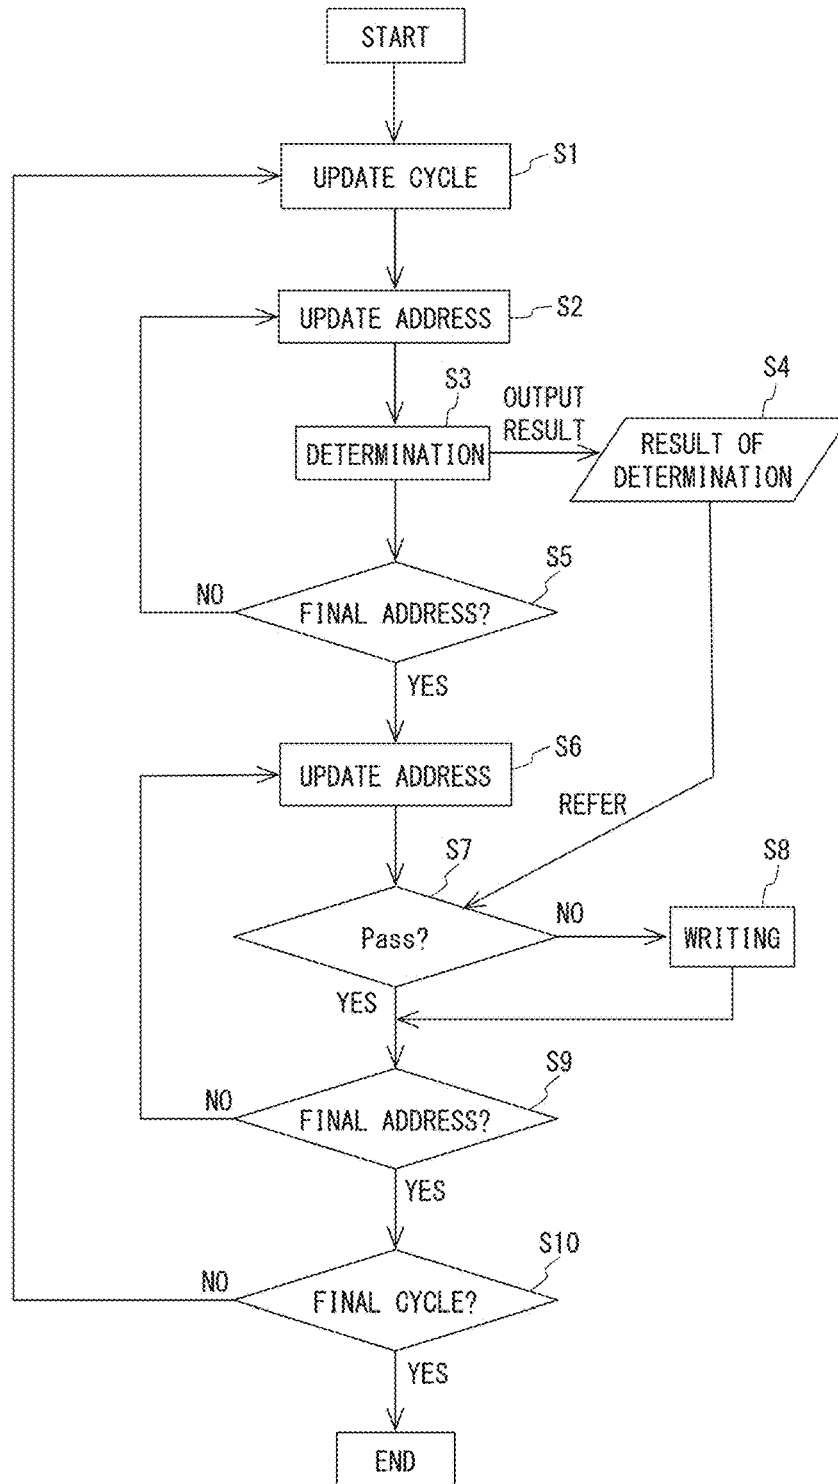 START
S1
UPDATE CYCLE
S2
UPDATE ADDRESS
S3
S4
OUTPUT
RESULT
RESULT OF
DETERMINATION
DETERMINATION
S5
NO
FINAL ADDRESS?
YES
S6
UPDATE ADDRESS
REFER
S7
S8
Pass?
NO
WRITING
YES
S9
NO
FINAL ADDRESS?
YES
S10
NO
FINAL CYCLE?
YES
END